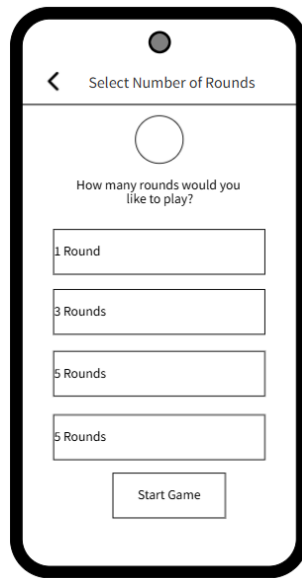 Select Number of Rounds
How many rounds would you
like to play?
1 Round
3 Rounds
5 Rounds
5 Rounds
Start Game